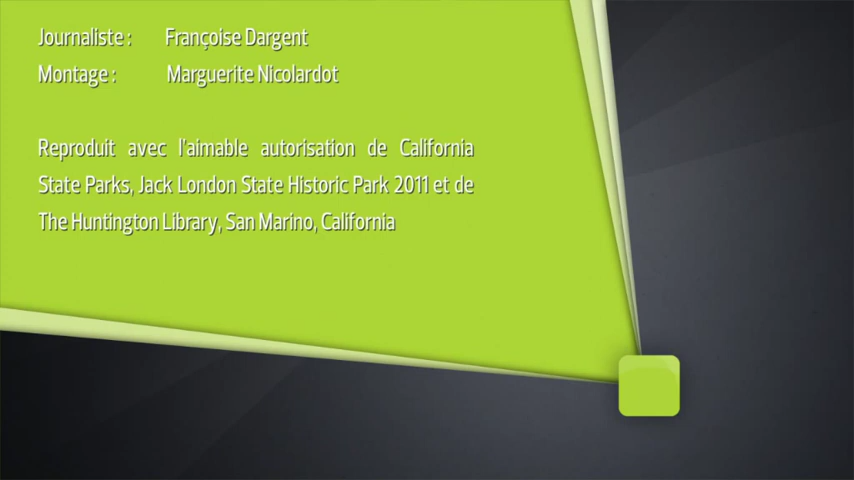 Journaliste : Françoise Dargent
Montage : Marguerite Nicolardot
Reproduit avec l'aimable autorisation de California
State Parks, Jack London State Historic Park 2011 et de
The Huntington Library, San Marino, California